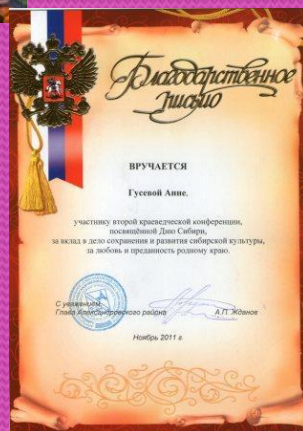 Благодарственное
письмо
ВРУЧАЕТСЯ
Гусевой Анне,
участнику второй краеведческой конференции,
посвящённой Дню Сибири,
за вклад в дело сохранения и развития сибирской культуры,
за любовь и преданность родному краю.
С уважением,
Глава Александровского района А.П. Жданов
Ноябрь 2011 г.